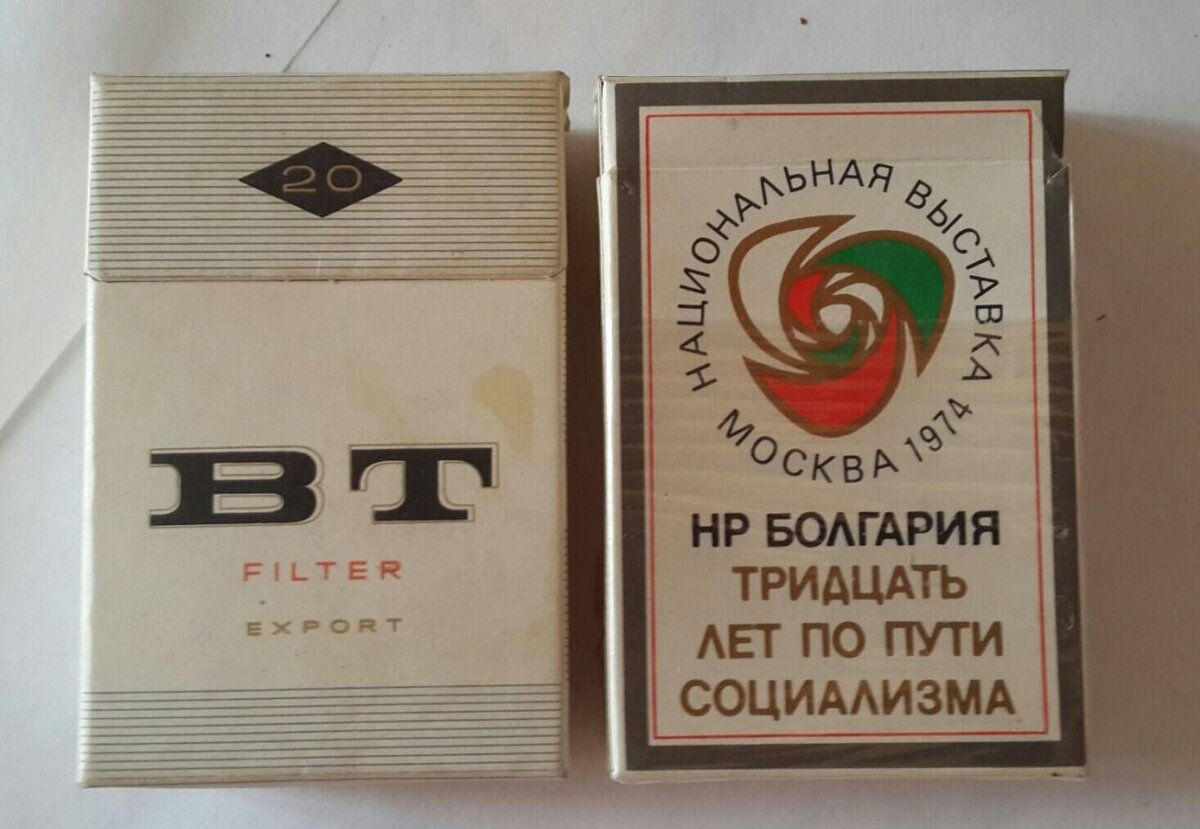 20
BT
FILTER
EXPORT
НАЦИОНАЛЬНАЯ ВЫСТАВКА
МОСКВА 1974
НР БОЛГАРИЯ
ТРИДЦАТЬ
ЛЕТ ПО ПУТИ
СОЦИАЛИЗМА